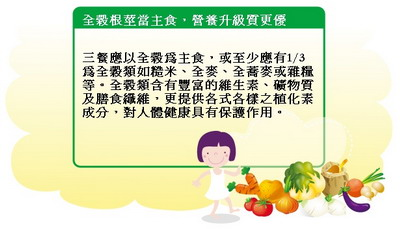 全穀根莖當主食，營養升級質更優
三餐應以全穀為主食，或至少應有1/3
為全穀類如糙米、全麥、全蕎麥或雜糧
等。全穀類含有豐富的維生素、礦物質
及膳食纖維，更提供各式各樣之植化素
成分，對人體健康具有保護作用。